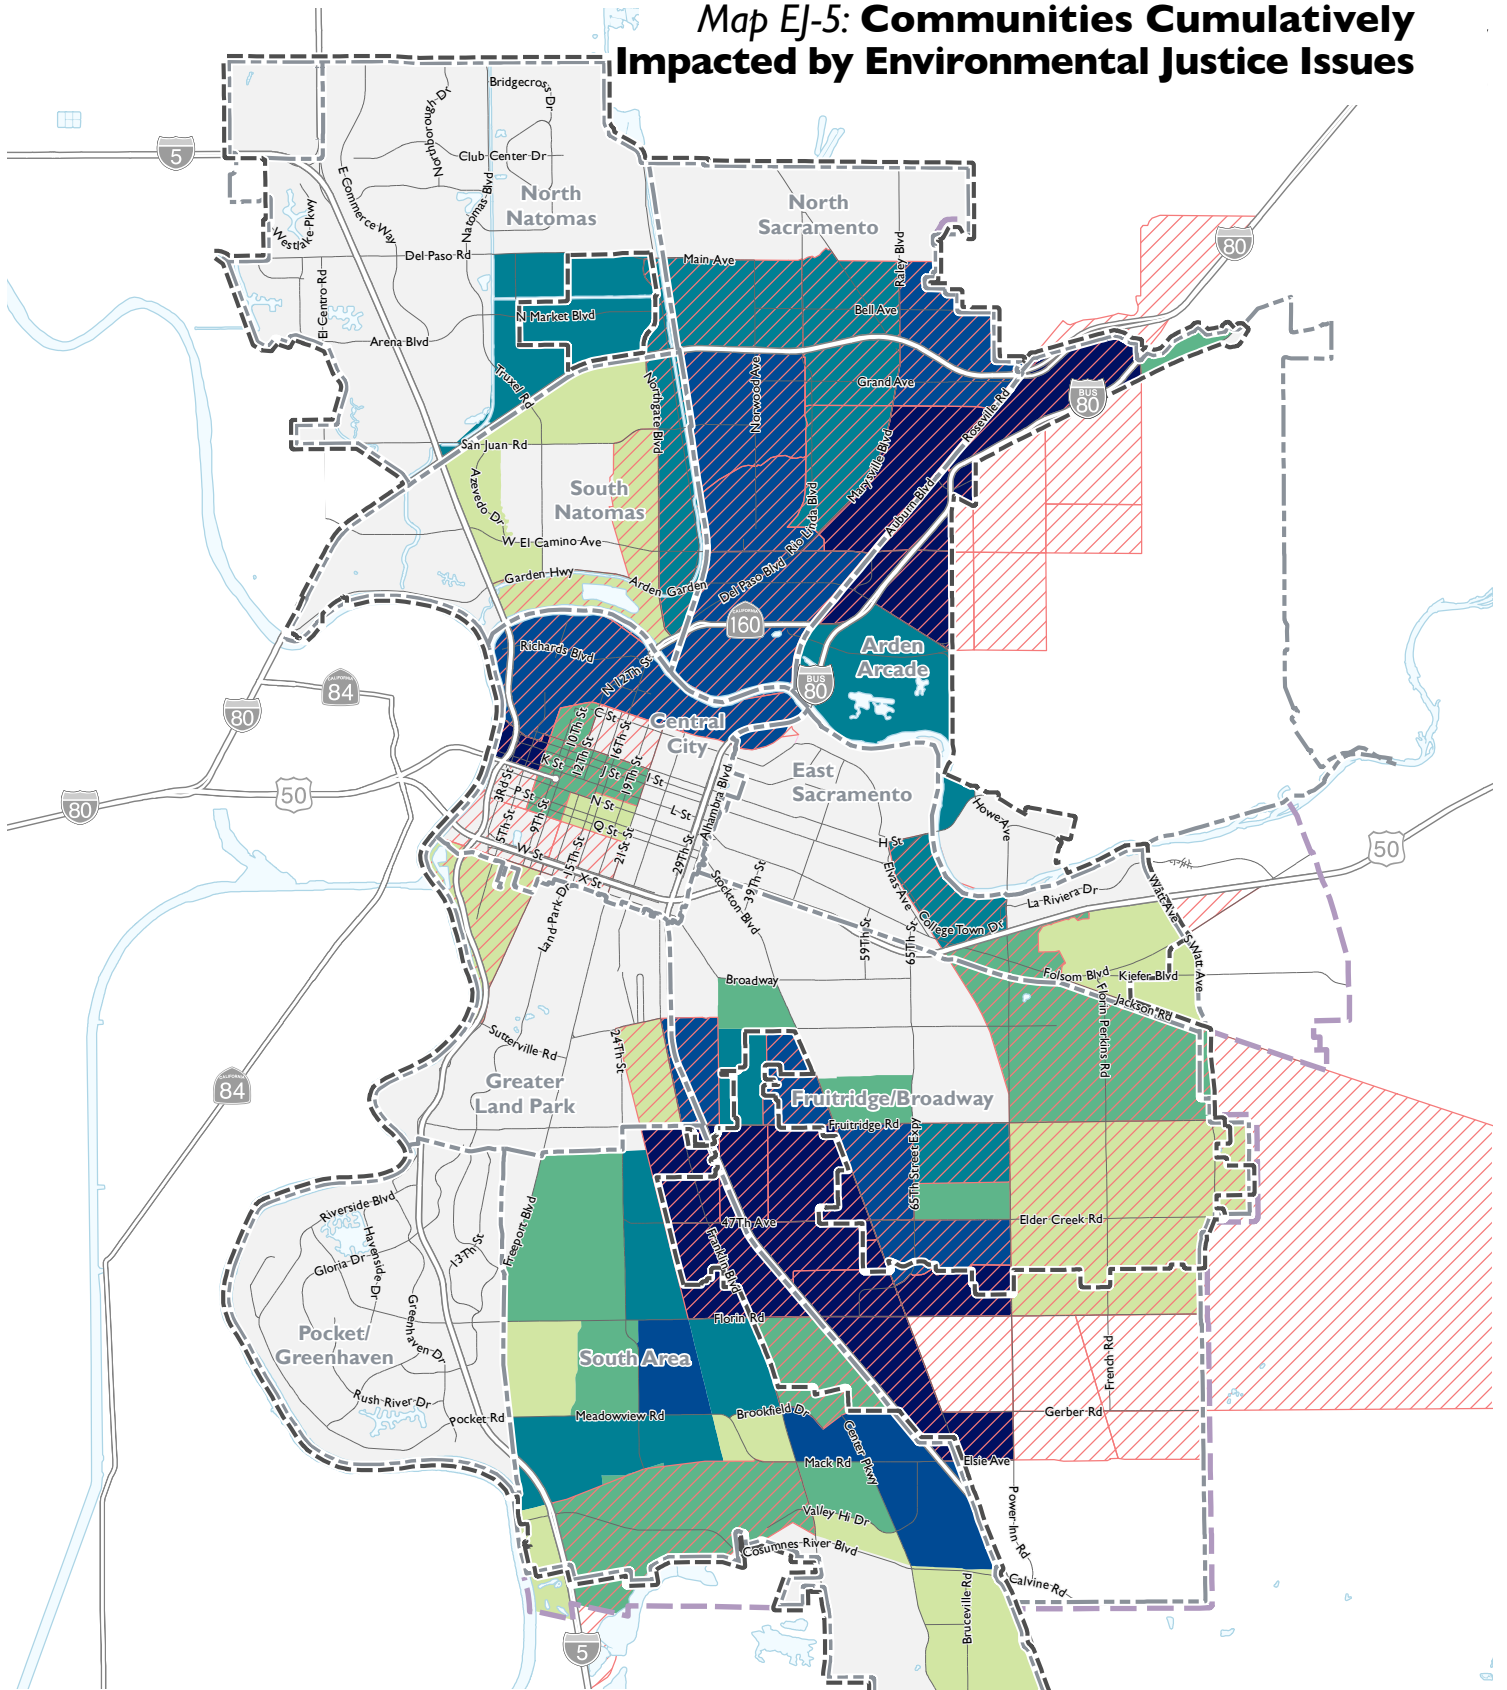 Map EJ-5: Communities Cumulatively
Impacted by Environmental Justice Issues
Bridgecross Dr
Northborough Dr
5
Club Center Dr
E Commerce Way
Natomas Blvd
North
Natomas
North
Sacramento
Westlake Pkwy
Raley Blvd
80
Del Paso Rd
Main Ave
El Centro Rd
Bell Ave
N Market Blvd
Arena Blvd
Truxel Rd
Northgate Blvd
Norwood Ave
Grand Ave
BUS
80
Roseville Rd
San Juan Rd
Marysville Blvd
Azevedo Dr
South
Natomas
Rio Linda Blvd
Auburn Blvd
W El Camino Ave
Garden Hwy
Arden Garden
Del Paso Blvd
CALIFORNIA
160
Richards Blvd
Arden
Arcade
N 12Th St
CALIFORNIA
84
BUS
80
80
C St
10Th St
12Th St
16Th St
Central
City
K St
J St
I St
19Th St
3Rd St
P St
East
Sacramento
50
80
N St
9Th St
L St
Alhambra Blvd
5Th St
Q St
Howe Ave
W St
15Th St
21St St
29Th St
H St
50
X St
Elvas Ave
39Th St
Stockton Blvd
La Riviera Dr
Watt Ave
Land Park Dr
College Town Dr
59Th St
65Th St
S Watt Ave
Broadway
Folsom Blvd
Kiefer Blvd
Florin Perkins Rd
Jackson Rd
Sutterville Rd
24Th St
CALIFORNIA
84
Greater
Land Park
Fruitridge/Broadway
Fruitridge Rd
65Th Street Expy
Riverside Blvd
Havenside Dr
Gloria Dr
13Th St
Freeport Blvd
47Th Ave
Elder Creek Rd
Franklin Blvd
Greenhaven Dr
Florin Rd
Pocket/
Greenhaven
South Area
French Rd
Rush River Dr
Pocket Rd
Meadowview Rd
Brookfield Dr
Gerber Rd
Center Pkwy
Mack Rd
Elsie Ave
Valley Hi Dr
Power Inn Rd
Cosumnes River Blvd
Bruceville Rd
Calvine Rd
5